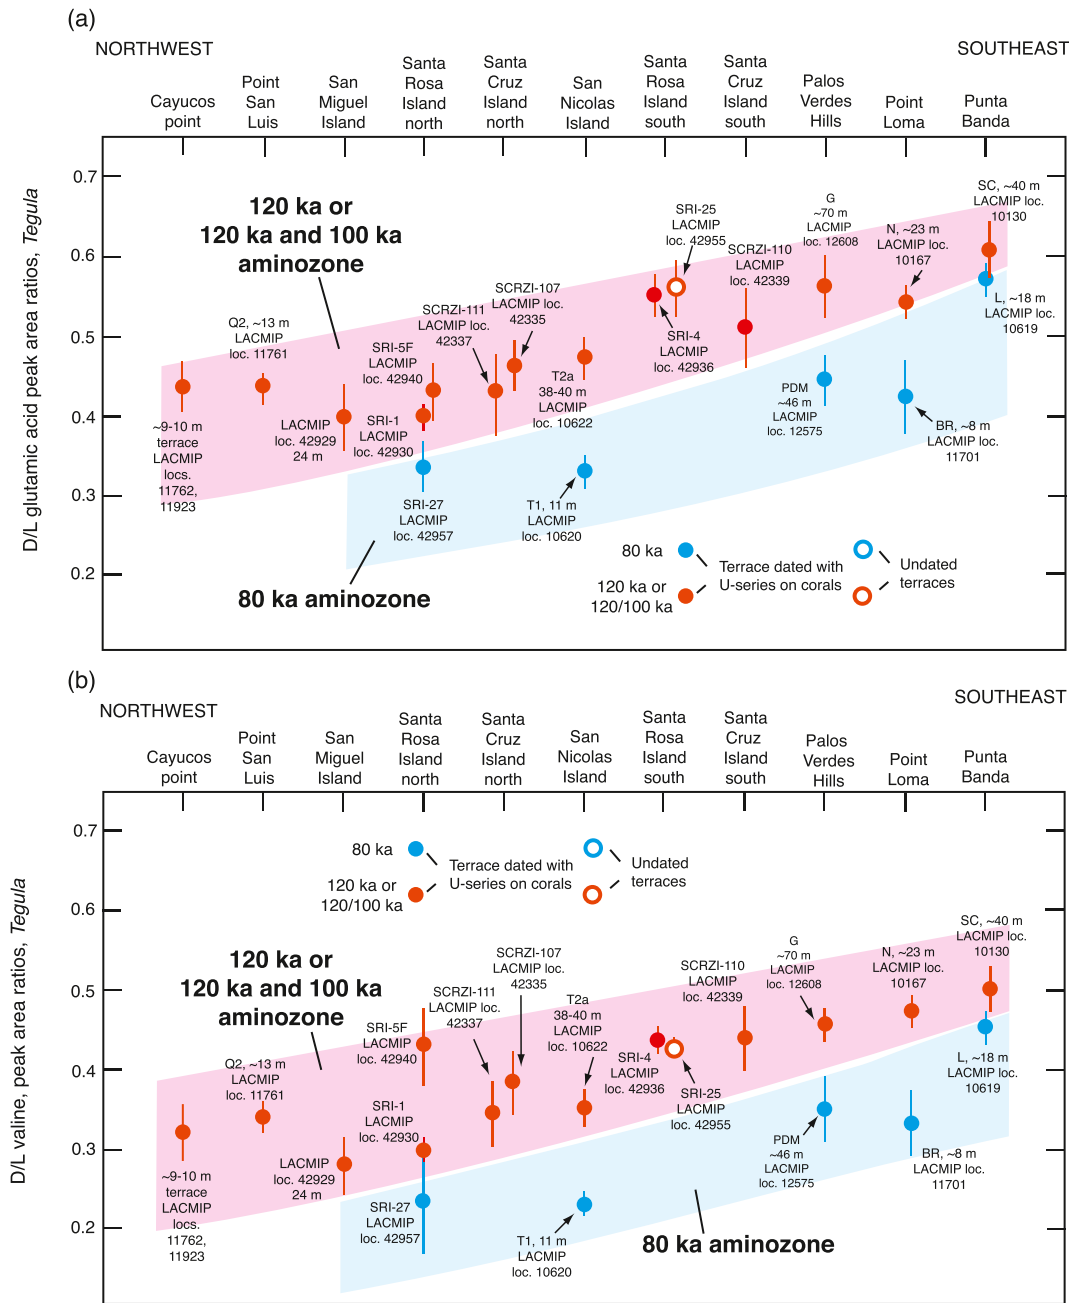 (a)
NORTHWEST
SOUTHEAST
Cayucos
point
Point
San
Luis
San
Miguel
Island
Santa
Rosa
Island
north
Santa
Cruz
Island
north
San
Nicolas
Island
Santa
Rosa
Island
south
Santa
Cruz
Island
south
Palos
Verdes
Hills
Point
Loma
Punta
Banda
D/L glutamic acid peak area ratios, Tegula
0.7
0.6
0.5
0.4
0.3
0.2
120 ka or
120 ka and 100 ka
aminozone
Q2, ~13 m
LACMIP
loc. 11761
~9-10 m
terrace
LACMIP
locs.
11762,
11923
LACMIP
loc. 42929
24 m
SRI-5F
LACMIP
loc. 42940
SRI-1
LACMIP
loc. 42930
SRI-27
LACMIP
loc. 42957
SCRZI-111
LACMIP loc.
42337
SCRZI-107
LACMIP loc.
42335
T2a
38-40 m
LACMIP
loc. 10622
T1, 11 m
LACMIP
loc. 10620
SRI-25
LACMIP
loc. 42955
SRI-4
LACMIP
loc. 42936
SCRZI-110
LACMIP
loc. 42339
G
~70 m
LACMIP
loc. 12608
PDM
~46 m
LACMIP
loc. 12575
N, ~23 m
LACMIP loc.
10167
BR, ~8 m
LACMIP loc.
11701
SC, ~40 m
LACMIP loc.
10130
L, ~18 m
LACMIP loc.
10619
80 ka aminozone
80 ka
120 ka or
120/100 ka
Terrace dated with
U-series on corals
Undated
terraces
(b)
NORTHWEST
SOUTHEAST
Cayucos
point
Point
San
Luis
San
Miguel
Island
Santa
Rosa
Island
north
Santa
Cruz
Island
north
San
Nicolas
Island
Santa
Rosa
Island
south
Santa
Cruz
Island
south
Palos
Verdes
Hills
Point
Loma
Punta
Banda
D/L valine, peak area ratios, Tegula
0.7
0.6
0.5
0.4
0.3
0.2
80 ka
120 ka or
120/100 ka
Terrace dated with
U-series on corals
Undated
terraces
120 ka or
120 ka and 100 ka
aminozone
Q2, ~13 m
LACMIP
loc. 11761
~9-10 m
terrace
LACMIP
locs.
11762,
11923
LACMIP
loc. 42929
24 m
SRI-5F
LACMIP
loc. 42940
SRI-1
LACMIP
loc. 42930
SRI-27
LACMIP
loc. 42957
SCRZI-111
LACMIP loc.
42337
SCRZI-107
LACMIP loc.
42335
T2a
38-40 m
LACMIP
loc. 10622
T1, 11 m
LACMIP
loc. 10620
SRI-4
LACMIP
loc. 42936
SRI-25
LACMIP
loc. 42955
SCRZI-110
LACMIP
loc. 42339
G
~70 m
LACMIP
loc. 12608
PDM
~46 m
LACMIP
loc. 12575
N, ~23 m
LACMIP loc.
10167
BR, ~8 m
LACMIP loc.
11701
SC, ~40 m
LACMIP loc.
10130
L, ~18 m
LACMIP loc.
10619
80 ka aminozone